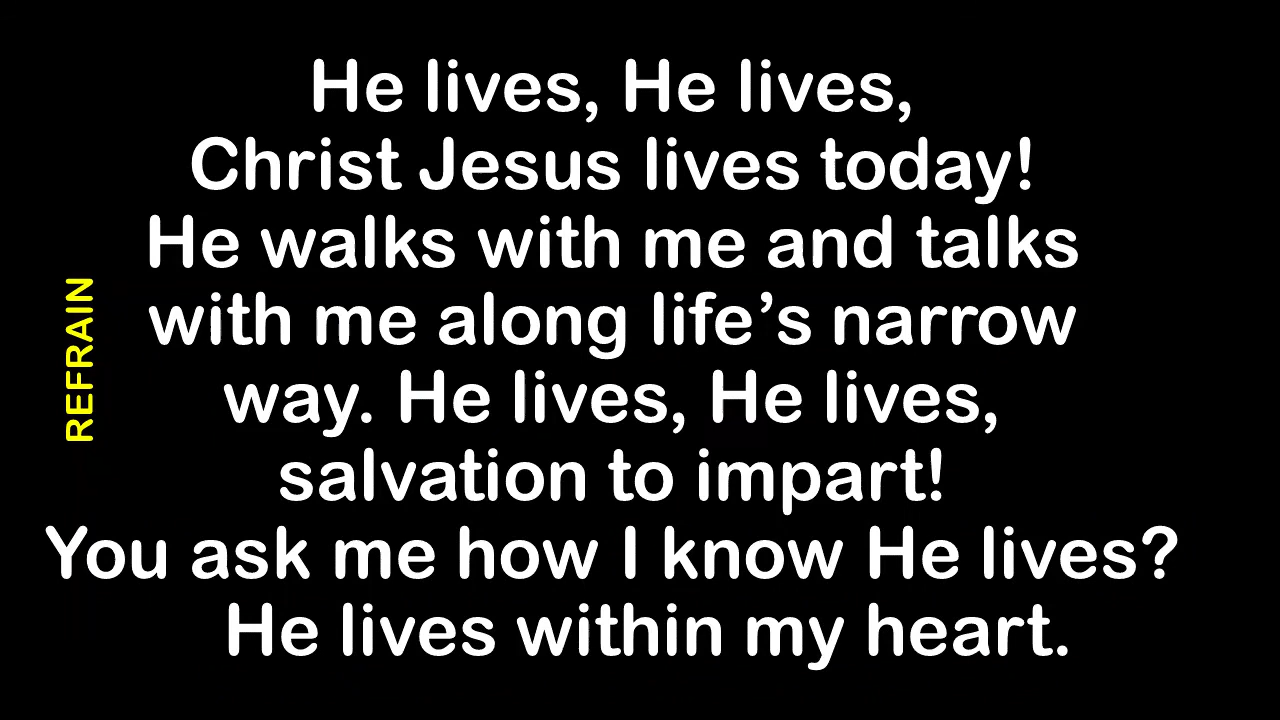 He lives, He lives,
Christ Jesus lives today!
He walks with me and talks
with me along life’s narrow
way. He lives, He lives,
salvation to impart!
You ask me how I know He lives?
He lives within my heart.
REFRAIN